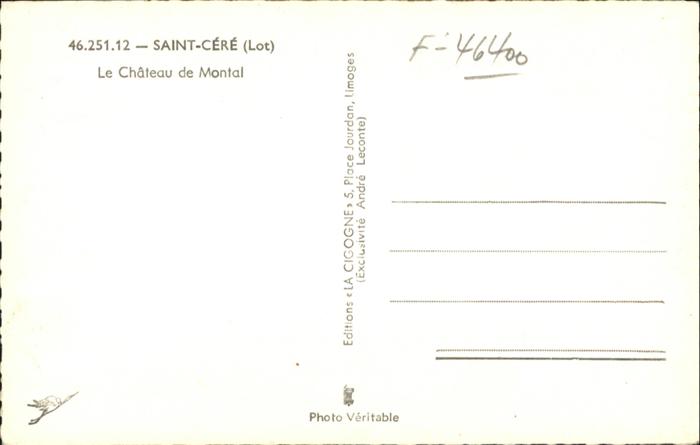 46.251.12 — SAINT-CÉRÉ (Lot)
Le Château de Montal
F-46400
Editions « LA CIGOGNE » 5, Place Jourdan, Limoges
(Exclusivité André Leconte)
Photo Véritable